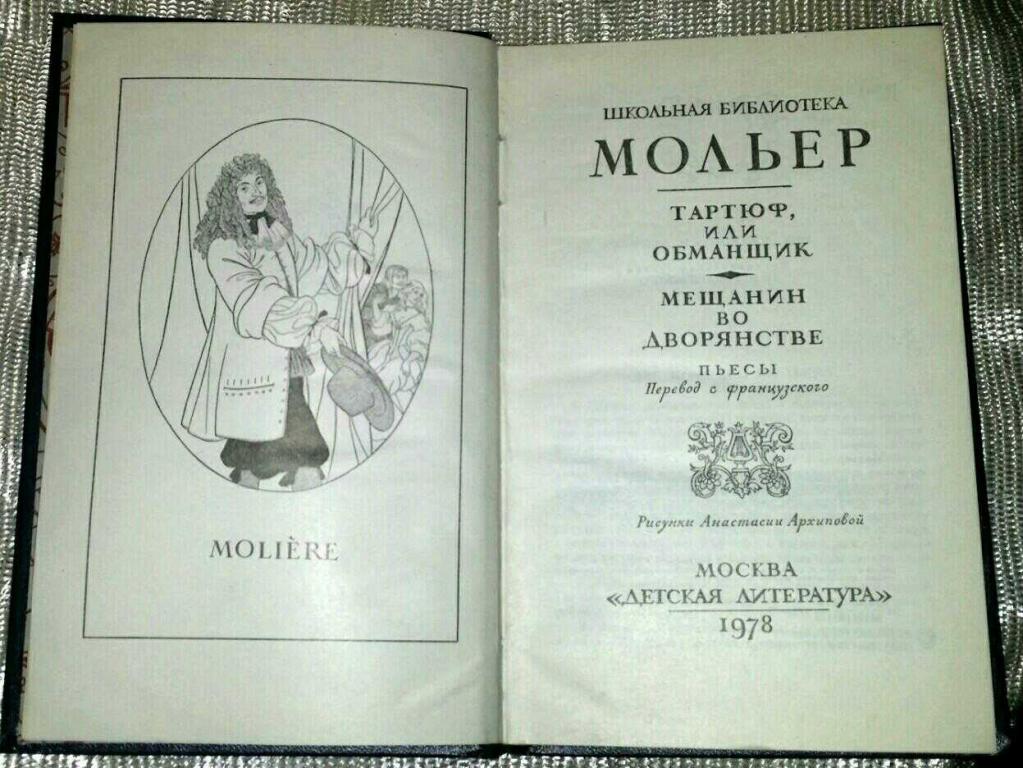 MOLIÈRE
ШКОЛЬНАЯ БИБЛИОТЕКА
МОЛЬЕР
ТАРТЮФ,
ИЛИ
ОБМАНЩИК
МЕЩАНИН
ВО
ДВОРЯНСТВЕ
ПЬЕСЫ
Перевод с французского
Рисунки Анастасии Архиповой
МОСКВА
«ДЕТСКАЯ ЛИТЕРАТУРА»
1978